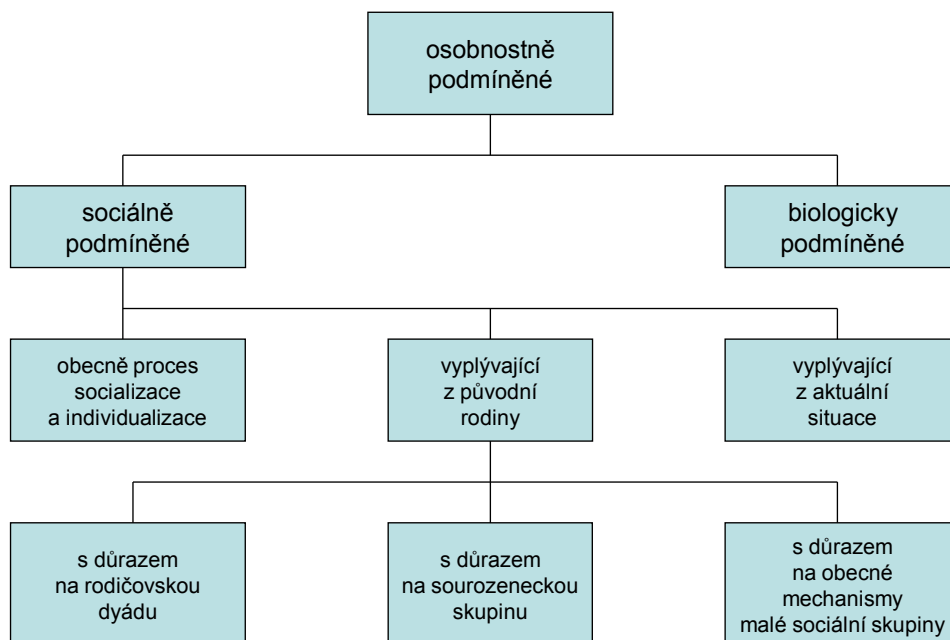 osobnostně
podmíněné
sociálně
podmíněné
biologicky
podmíněné
obecně proces
socializace
a individualizace
vyplývající
z původní
rodiny
vyplývající
z aktuální
situace
s důrazem
na rodičovskou
dyádu
s důrazem
na sourozeneckou
skupinu
s důrazem
na obecné
mechanismy
malé sociální skupiny